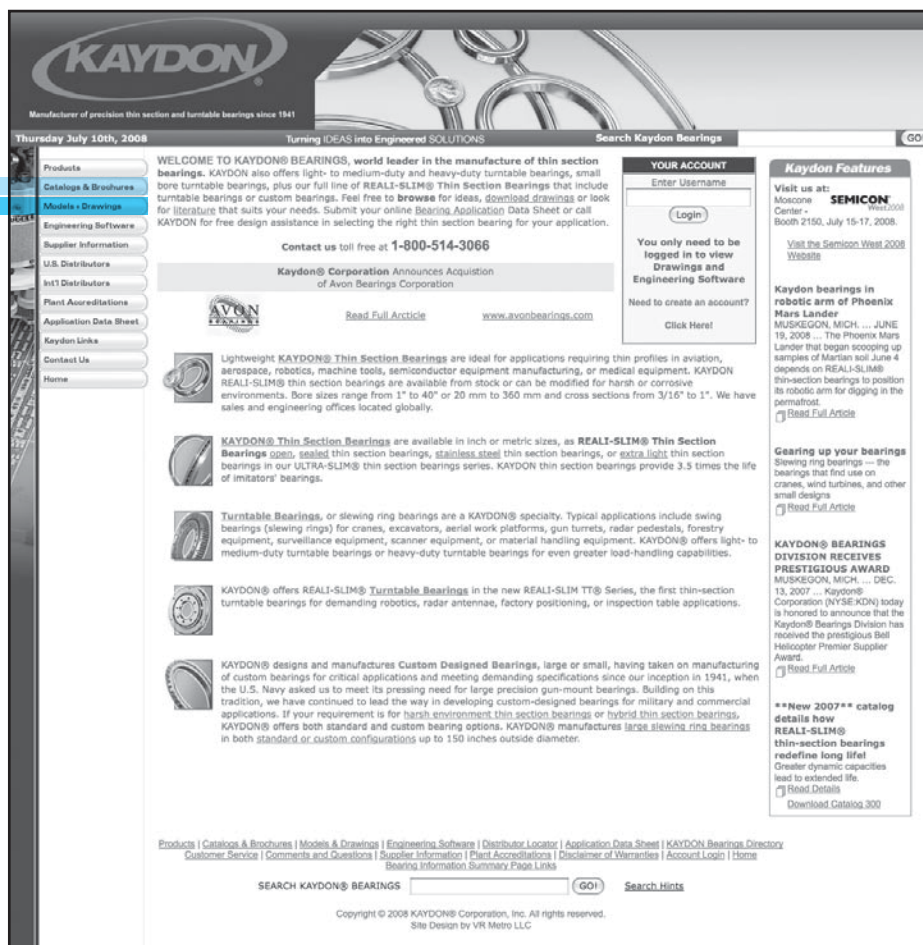 KAYDON
®
Manufacturer of precision thin section and turntable bearings since 1941
Thursday July 10th, 2008
Turning IDEAS into Engineered SOLUTIONS
Search Kaydon Bearings
GO!
Products
Catalogs & Brochures
Models + Drawings
Engineering Software
Supplier Information
U.S. Distributors
Int'l Distributors
Plant Accreditations
Application Data Sheet
Kaydon Links
Contact Us
Home
WELCOME TO KAYDON® BEARINGS, world leader in the manufacture of thin section
bearings. KAYDON also offers light- to medium-duty and heavy-duty turntable bearings, small
bore turntable bearings, plus our full line of REALI-SLIM® Thin Section Bearings that include
turntable bearings or custom bearings. Feel free to browse for ideas, download drawings or look
for literature that suits your needs. Submit your online Bearing Application Data Sheet or call
KAYDON for free design assistance in selecting the right thin section bearing for your application.
Contact us toll free at 1-800-514-3066
Kaydon® Corporation Announces Acquistion
of Avon Bearings Corporation
AVON
BEARINGS
Read Full Arcticle
www.avonbearings.com
YOUR ACCOUNT
Enter Username
Login
You only need to be
logged in to view
Drawings and
Engineering Software
Need to create an account?
Click Here!
Lightweight KAYDON® Thin Section Bearings are ideal for applications requiring thin profiles in aviation,
aerospace, robotics, machine tools, semiconductor equipment manufacturing, or medical equipment. KAYDON
REALI-SLIM® thin section bearings are available from stock or can be modified for harsh or corrosive
environments. Bore sizes range from 1" to 40" or 20 mm to 360 mm and cross sections from 3/16" to 1". We have
sales and engineering offices located globally.
KAYDON® Thin Section Bearings are available in inch or metric sizes, as REALI-SLIM® Thin Section
Bearings open, sealed thin section bearings, stainless steel thin section bearings, or extra light thin section
bearings in our ULTRA-SLIM® thin section bearings series. KAYDON thin section bearings provide 3.5 times the life
of imitators' bearings.
Turntable Bearings, or slewing ring bearings are a KAYDON® specialty. Typical applications include swing
bearings (slewing rings) for cranes, excavators, aerial work platforms, gun turrets, radar pedestals, forestry
equipment, surveillance equipment, scanner equipment, or material handling equipment. KAYDON® offers light- to
medium-duty turntable bearings or heavy-duty turntable bearings for even greater load-handling capabilities.
KAYDON® offers REALI-SLIM® Turntable Bearings in the new REALI-SLIM TT® Series, the first thin-section
turntable bearings for demanding robotics, radar antennae, factory positioning, or inspection table applications.
KAYDON® designs and manufactures Custom Designed Bearings, large or small, having taken on manufacturing
of custom bearings for critical applications and meeting demanding specifications since our inception in 1941, when
the U.S. Navy asked us to meet its pressing need for large precision gun-mount bearings. Building on this
tradition, we have continued to lead the way in developing custom-designed bearings for military and commercial
applications. If your requirement is for harsh environment thin section bearings or hybrid thin section bearings,
KAYDON® offers both standard and custom bearing options. KAYDON® manufactures large slewing ring bearings
in both standard or custom configurations up to 150 inches outside diameter.
Kaydon Features
Visit us at:
Moscone
Center -
SEMICON
West 2008
Booth 2150, July 15-17, 2008.
Visit the Semicon West 2008
Website
Kaydon bearings in
robotic arm of Phoenix
Mars Lander
MUSKEGON, MICH. ... JUNE
19, 2008 ... The Phoenix Mars
Lander that began scooping up
samples of Martian soil June 4
depends on REALI-SLIM®
thin-section bearings to position
its robotic arm for digging in the
permafrost.
Read Full Article
Gearing up your bearings
Slewing ring bearings --- the
bearings that find use on
cranes, wind turbines, and other
small designs
Read Full Article
KAYDON® BEARINGS
DIVISION RECEIVES
PRESTIGIOUS AWARD
MUSKEGON, MICH. ... DEC.
13, 2007 ... Kaydon®
Corporation (NYSE:KDN) today
is honored to announce that the
Kaydon® Bearings Division has
received the prestigious Bell
Helicopter Premier Supplier
Award.
Read Full Article
**New 2007** catalog
details how
REALI-SLIM®
thin-section bearings
redefine long life!
Greater dynamic capacities
lead to extended life.
Read Details
Download Catalog 300
Products | Catalogs & Brochures | Models & Drawings | Engineering Software | Distributor Locator | Application Data Sheet | KAYDON Bearings Directory
Customer Service | Comments and Questions | Supplier Information | Plant Accreditations | Disclaimer of Warranties | Account Login | Home
Bearing Information Summary Page Links
SEARCH KAYDON® BEARINGS
GO!
Search Hints
Copyright © 2008 KAYDON® Corporation, Inc. All rights reserved.
Site Design by VR Metro LLC